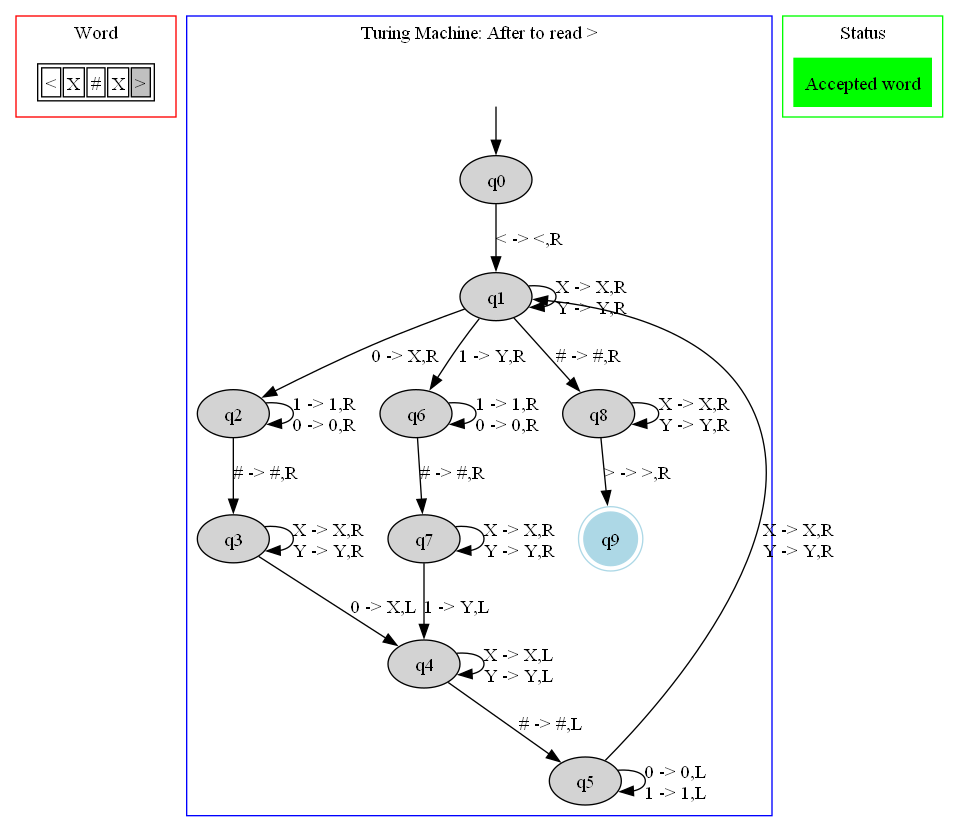 Word
< X # X >
Turing Machine: After to read >
Status
Accepted word
q0
< -> <,R
q1
X -> X,R
Y -> Y,R
0 -> X,R
1 -> Y,R
# -> #,R
q2
1 -> 1,R
0 -> 0,R
q6
1 -> 1,R
0 -> 0,R
q8
X -> X,R
Y -> Y,R
# -> #,R
# -> #,R
> -> >,R
q3
X -> X,R
Y -> Y,R
q7
X -> X,R
Y -> Y,R
q9
X -> X,R
Y -> Y,R
0 -> X,L
1 -> Y,L
q4
X -> X,L
Y -> Y,L
# -> #,L
q5
0 -> 0,L
1 -> 1,L